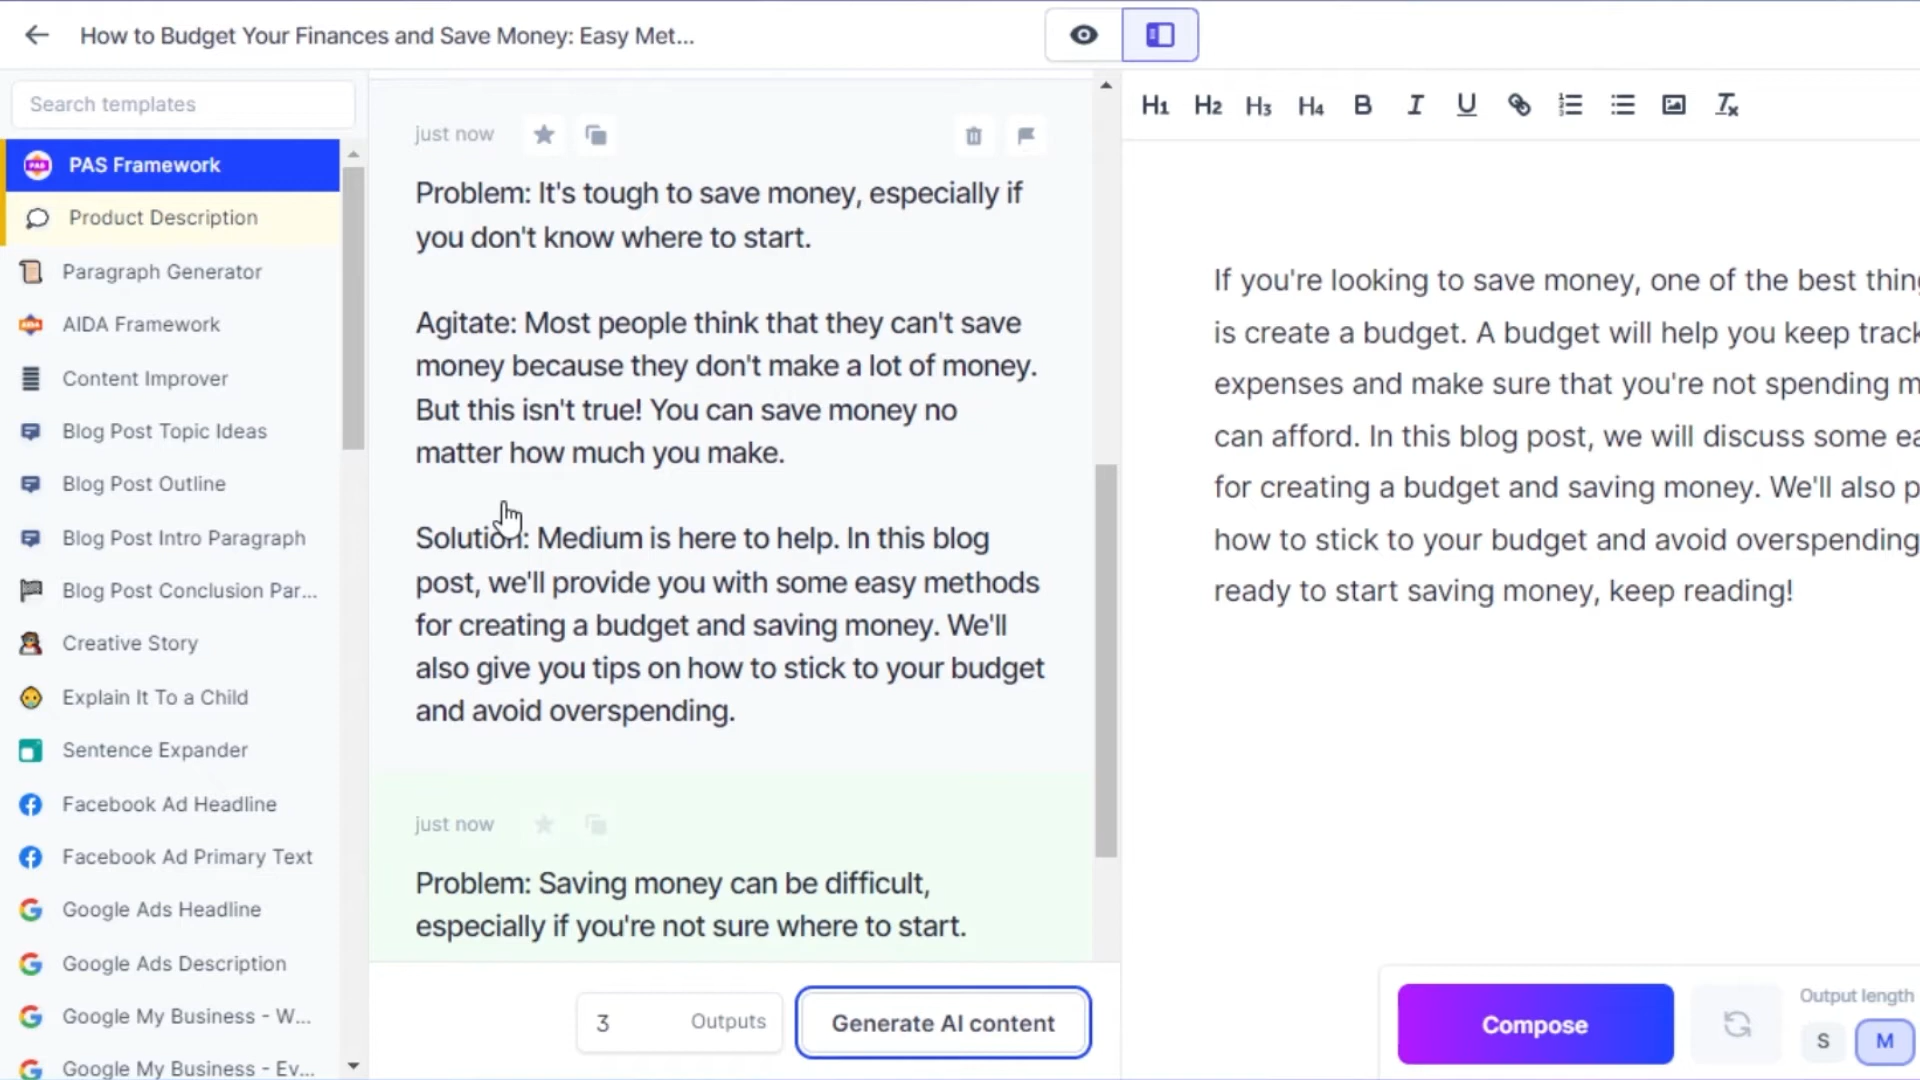 How to Budget Your Finances and Save Money: Easy Met...
Search templates
PAS Framework
Product Description
Paragraph Generator
AIDA Framework
Content Improver
Blog Post Topic Ideas
Blog Post Outline
Blog Post Intro Paragraph
Blog Post Conclusion Par...
Creative Story
Explain It To a Child
Sentence Expander
Facebook Ad Headline
Facebook Ad Primary Text
Google Ads Headline
Google Ads Description
Google My Business - W...
Google My Business - Ev...
just now
Problem: It's tough to save money, especially if
you don't know where to start.
Agitate: Most people think that they can't save
money because they don't make a lot of money.
But this isn't true! You can save money no
matter how much you make.
Solution: Medium is here to help. In this blog
post, we'll provide you with some easy methods
for creating a budget and saving money. We'll
also give you tips on how to stick to your budget
and avoid overspending.
just now
Problem: Saving money can be difficult,
especially if you're not sure where to start.
3 Outputs
Generate AI content
H1 H2 H3 H4 B I U
If you're looking to save money, one of the best thing
is create a budget. A budget will help you keep track
expenses and make sure that you're not spending m
can afford. In this blog post, we will discuss some ea
for creating a budget and saving money. We'll also p
how to stick to your budget and avoid overspending
ready to start saving money, keep reading!
Compose
Output length
S M